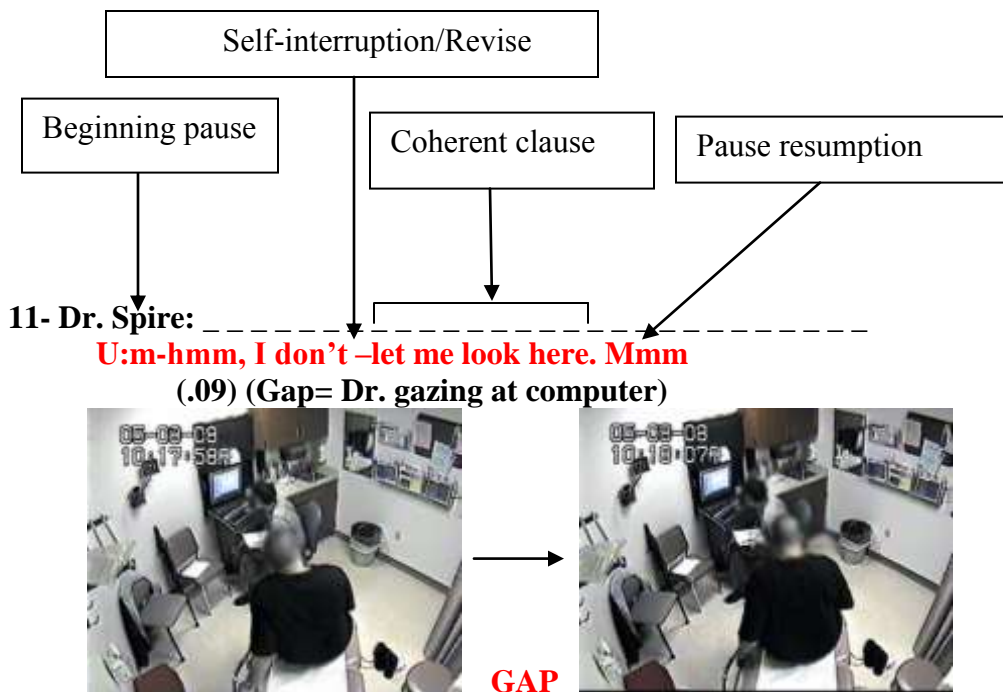 Self-interruption/Revise
Beginning pause
Coherent clause
Pause resumption
11- Dr. Spire: _ _ _ _ _ _ _ _ _ _ _ _ _ _ _ _ _ _ _ _ _ _ _ _ _ _ _ _ _ _ _ _
U:m-hmm, I don't –let me look here. Mmm
(.09) (Gap= Dr. gazing at computer)
05-08-08
10:17:58A
05-08-08
10:18:07A
GAP